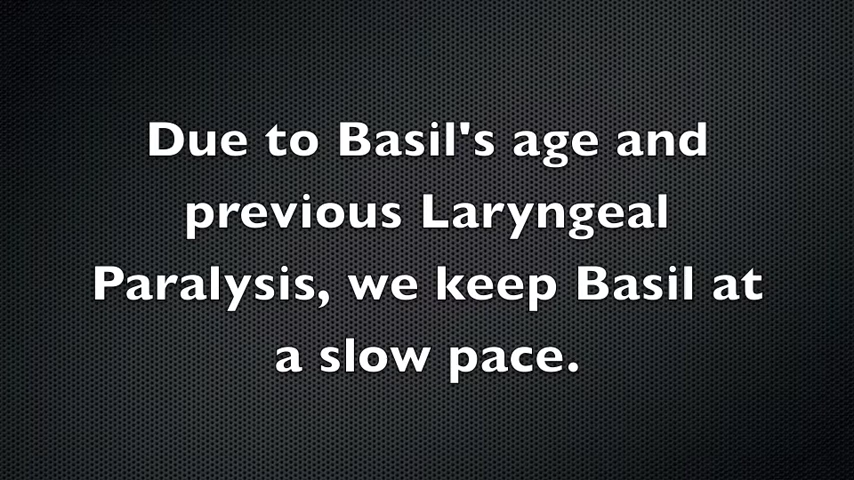 Due to Basil's age and
previous Laryngeal
Paralysis, we keep Basil at
a slow pace.